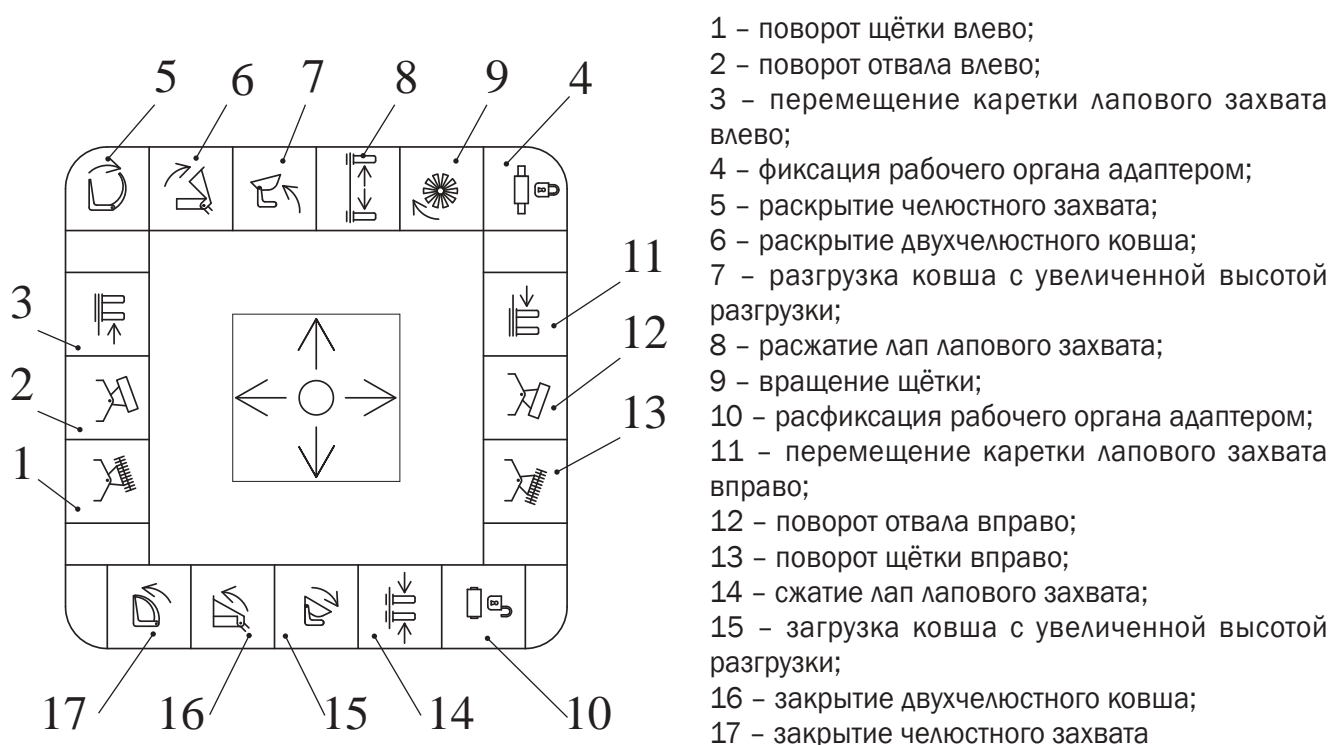 5 6 7 8 9 4
3
2
1
11
12
13
17 16 15 14 10
1 – поворот щётки влево;
2 – поворот отвала влево;
3 – перемещение каретки лапового захвата
влево;
4 – фиксация рабочего органа адаптером;
5 – раскрытие челюстного захвата;
6 – раскрытие двухчелюстного ковша;
7 – разгрузка ковша с увеличенной высотой
разгрузки;
8 – расжатие лап лапового захвата;
9 – вращение щётки;
10 – расфиксация рабочего органа адаптером;
11 – перемещение каретки лапового захвата
вправо;
12 – поворот отвала вправо;
13 – поворот щётки вправо;
14 – сжатие лап лапового захвата;
15 – загрузка ковша с увеличенной высотой
разгрузки;
16 – закрытие двухчелюстного ковша;
17 – закрытие челюстного захвата